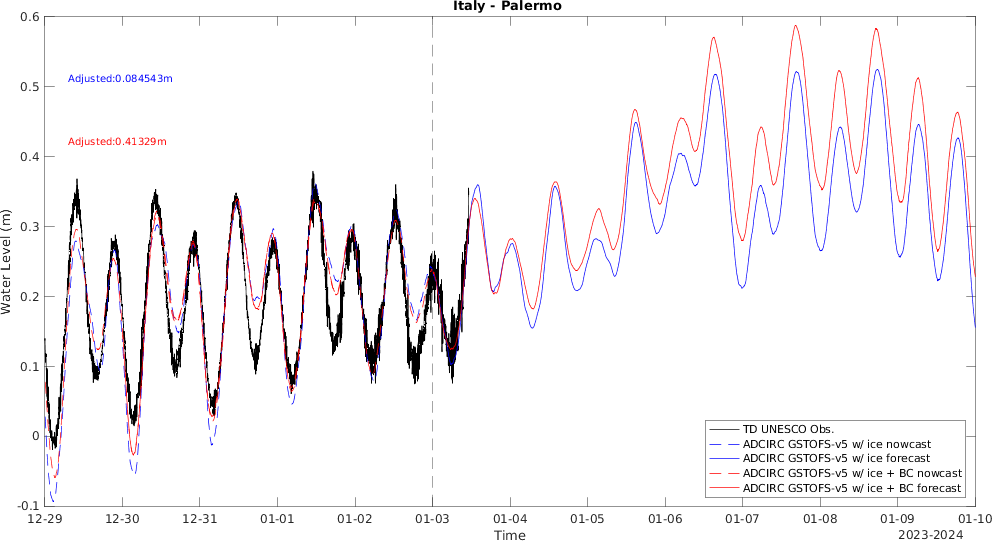 Italy - Palermo
0.6
0.5
0.4
0.3
0.2
0.1
0
-0.1
Water Level (m)
Adjusted:0.084543m
Adjusted:0.41329m
TD UNESCO Obs.
ADCIRC GSTOFS-v5 w/ ice nowcast
ADCIRC GSTOFS-v5 w/ ice forecast
ADCIRC GSTOFS-v5 w/ ice + BC nowcast
ADCIRC GSTOFS-v5 w/ ice + BC forecast
12-29 12-30 12-31 01-01 01-02 01-03 01-04 01-05 01-06 01-07 01-08 01-09 01-10
Time
2023-2024